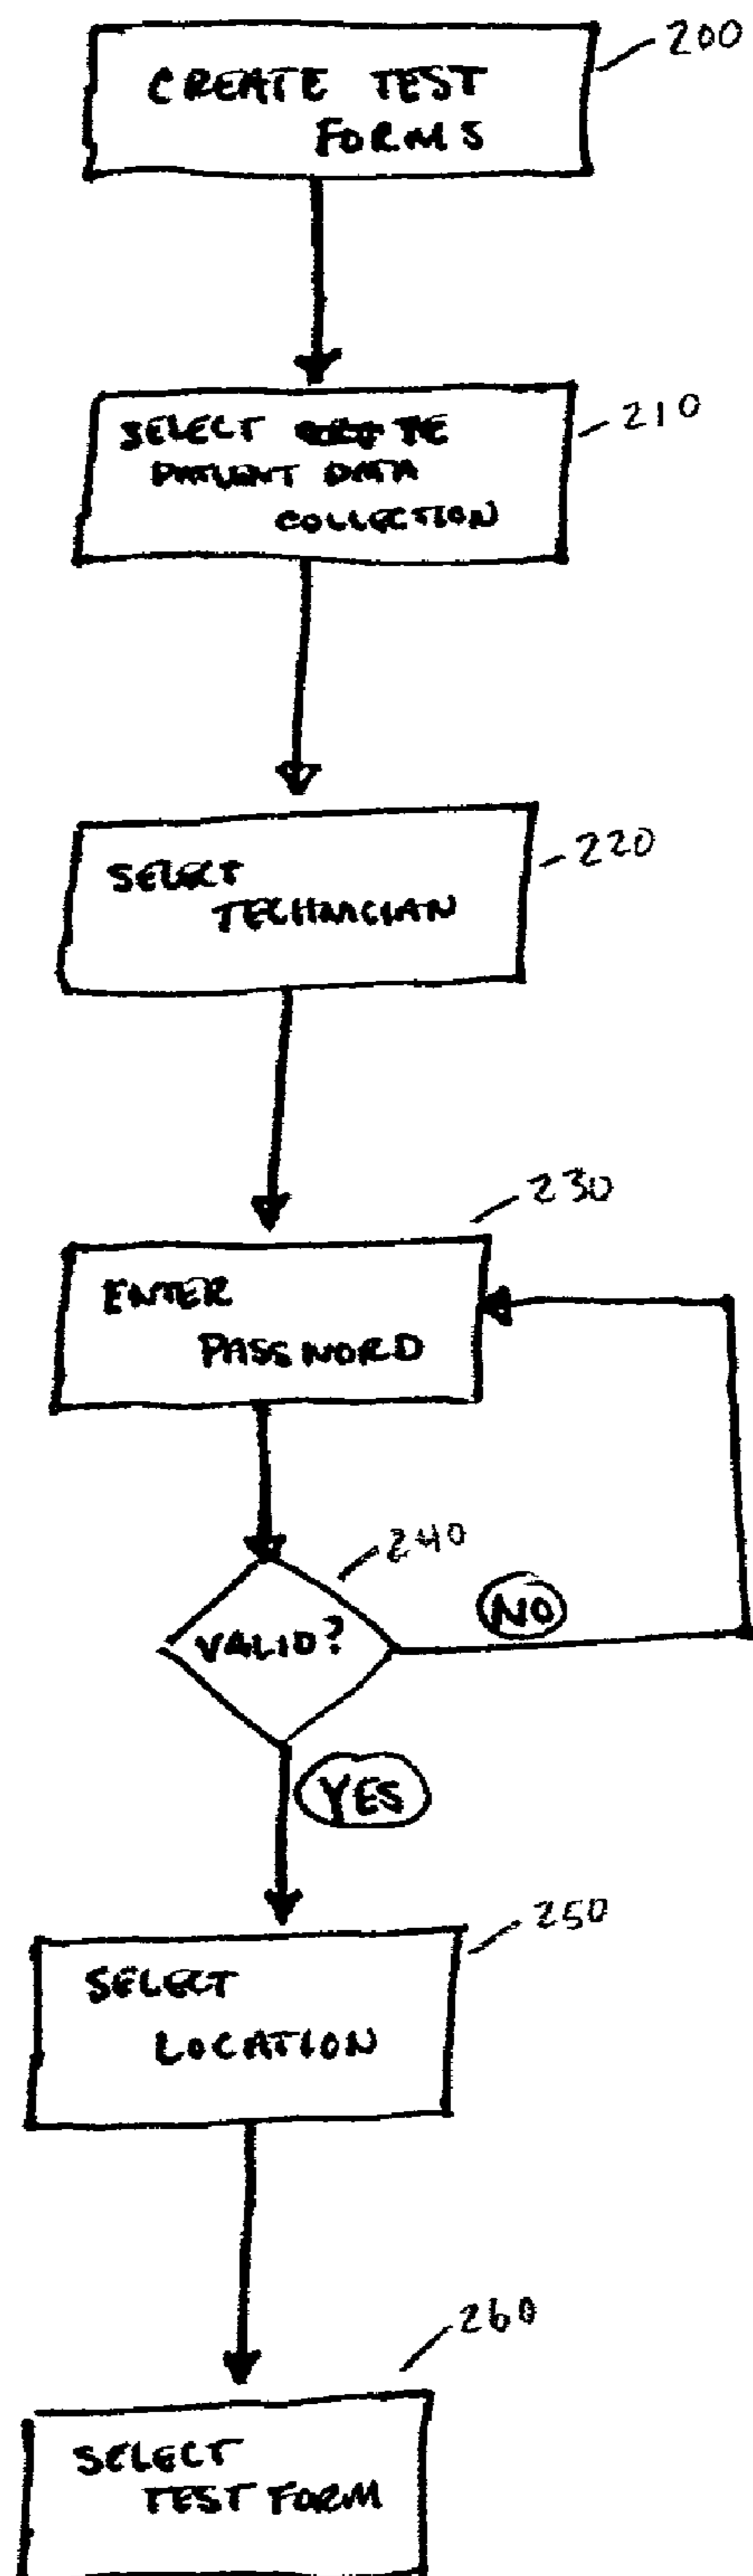 200
CREATE TEST
FORMS
210
SELECT
PATIENT DATA
COLLECTION
220
SELECT
TECHNICIAN
230
ENTER
PASSWORD
240
VALID?
NO
YES
250
SELECT
LOCATION
260
SELECT
TEST FORM